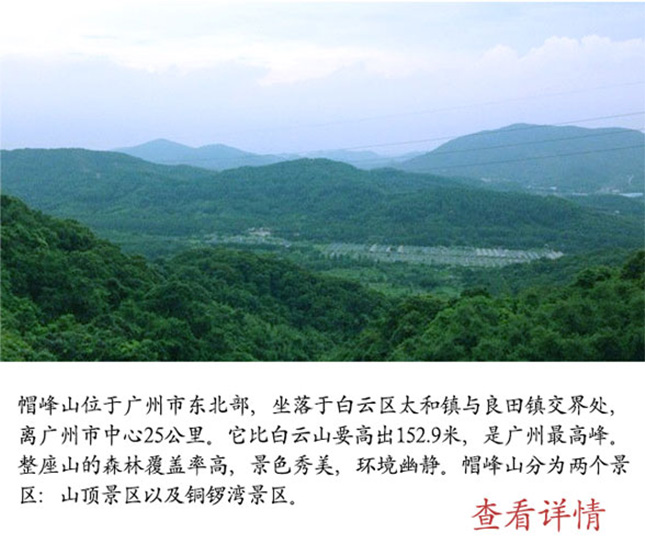 帽峰山位于广州市东北部，坐落于白云区太和镇与良田镇交界处，
离广州市中心25公里。它比白云山要高出152.9米，是广州最高峰。
整座山的森林覆盖率高，景色秀美，环境幽静。帽峰山分为两个景
区：山顶景区以及铜锣湾景区。
查看详情